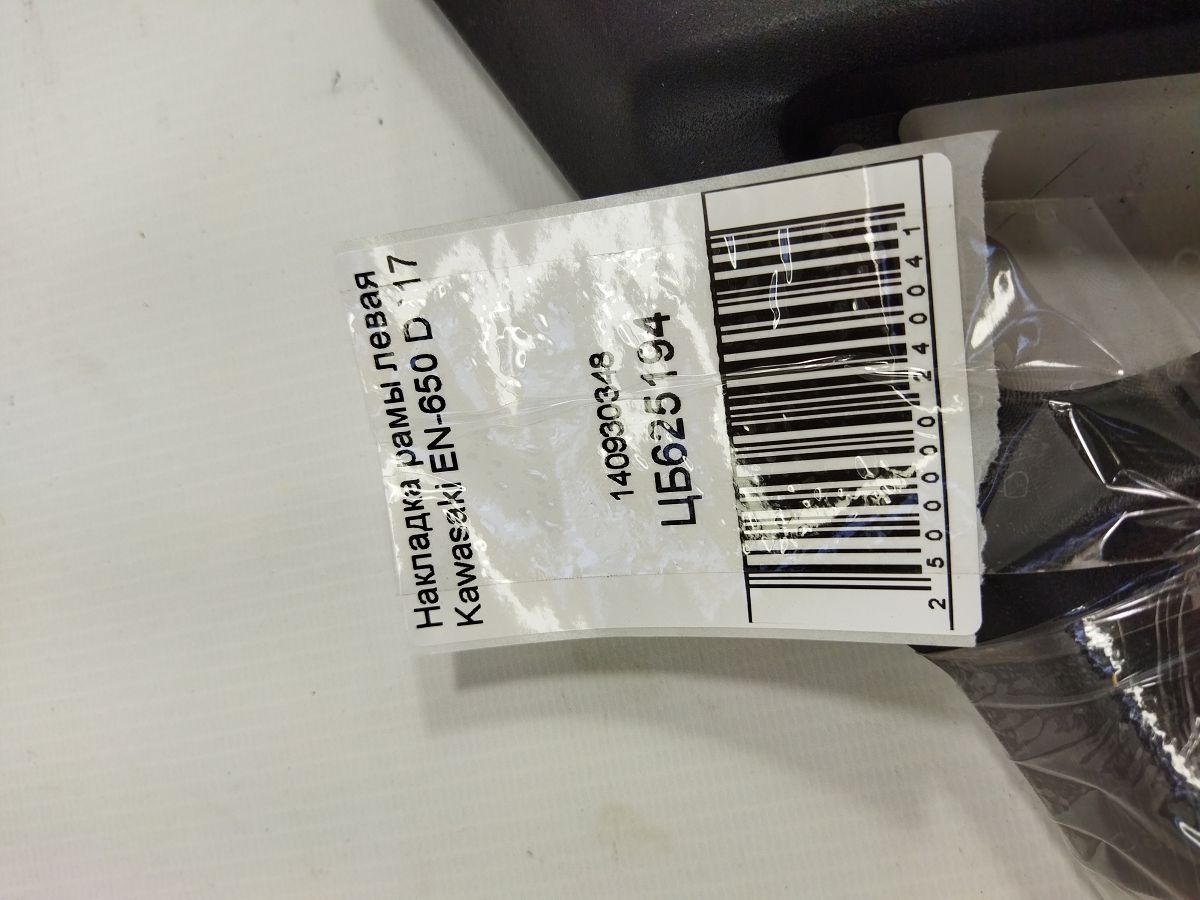 Накладка рамы левая
Kawasaki EN-650 D '17
140930348
ЦБ625194
2500000240041